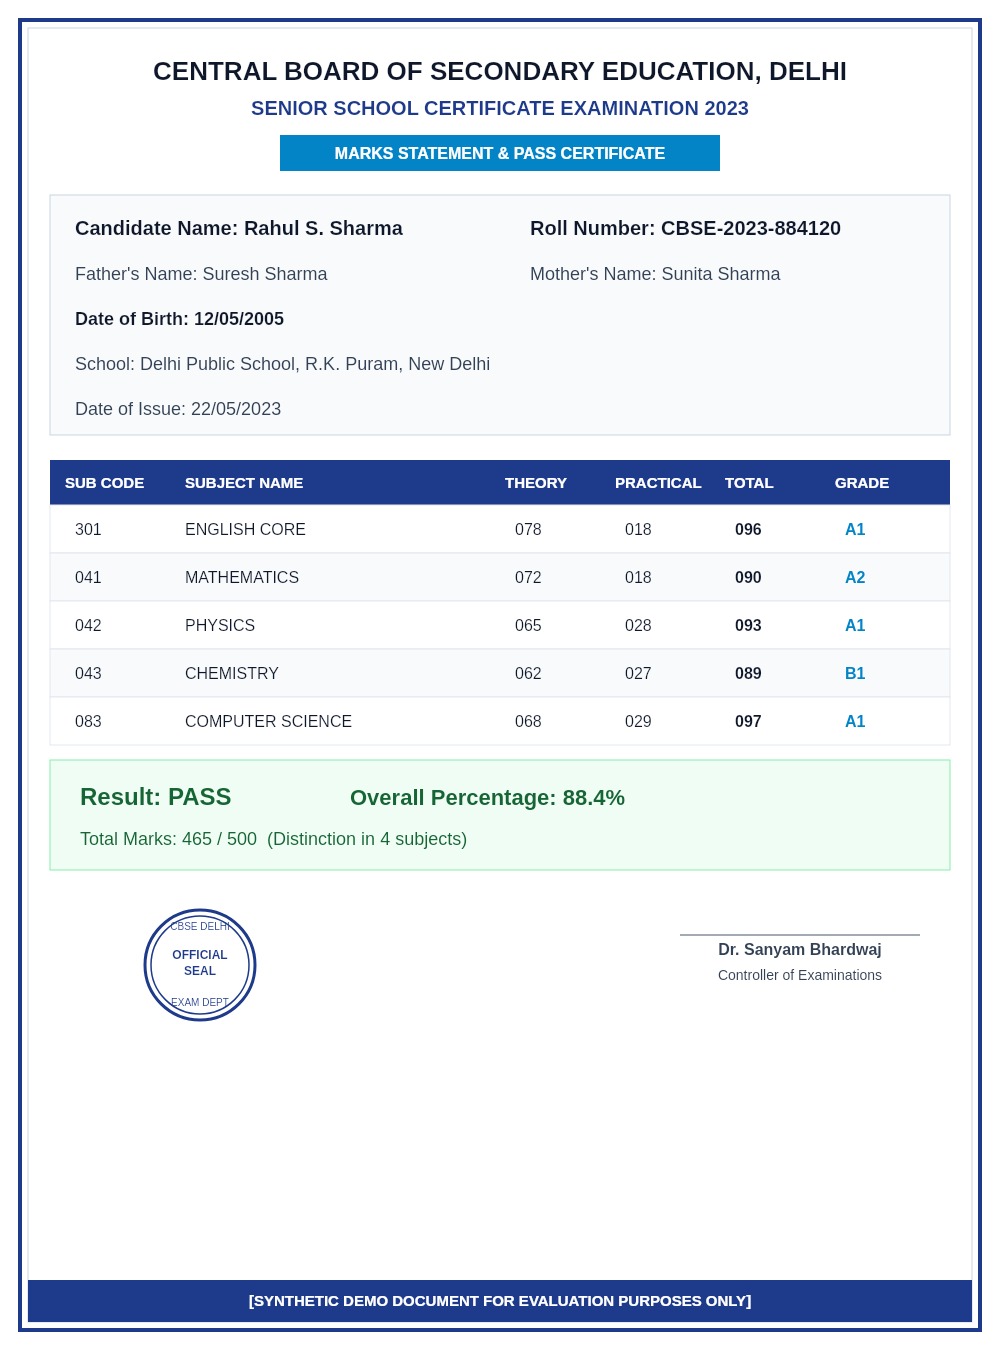 CENTRAL BOARD OF SECONDARY EDUCATION, DELHI
SENIOR SCHOOL CERTIFICATE EXAMINATION 2023
MARKS STATEMENT & PASS CERTIFICATE
Candidate Name: Rahul S. Sharma Roll Number: CBSE-2023-884120
Father's Name: Suresh Sharma Mother's Name: Sunita Sharma
Date of Birth: 12/05/2005
School: Delhi Public School, R.K. Puram, New Delhi
Date of Issue: 22/05/2023
SUB CODE SUBJECT NAME THEORY PRACTICAL TOTAL GRADE
301 ENGLISH CORE 078 018 096 A1
041 MATHEMATICS 072 018 090 A2
042 PHYSICS 065 028 093 A1
043 CHEMISTRY 062 027 089 B1
083 COMPUTER SCIENCE 068 029 097 A1
Result: PASS Overall Percentage: 88.4%
Total Marks: 465 / 500 (Distinction in 4 subjects)
CBSE DELHI
OFFICIAL
SEAL
EXAM DEPT
Dr. Sanyam Bhardwaj
Controller of Examinations
[SYNTHETIC DEMO DOCUMENT FOR EVALUATION PURPOSES ONLY]